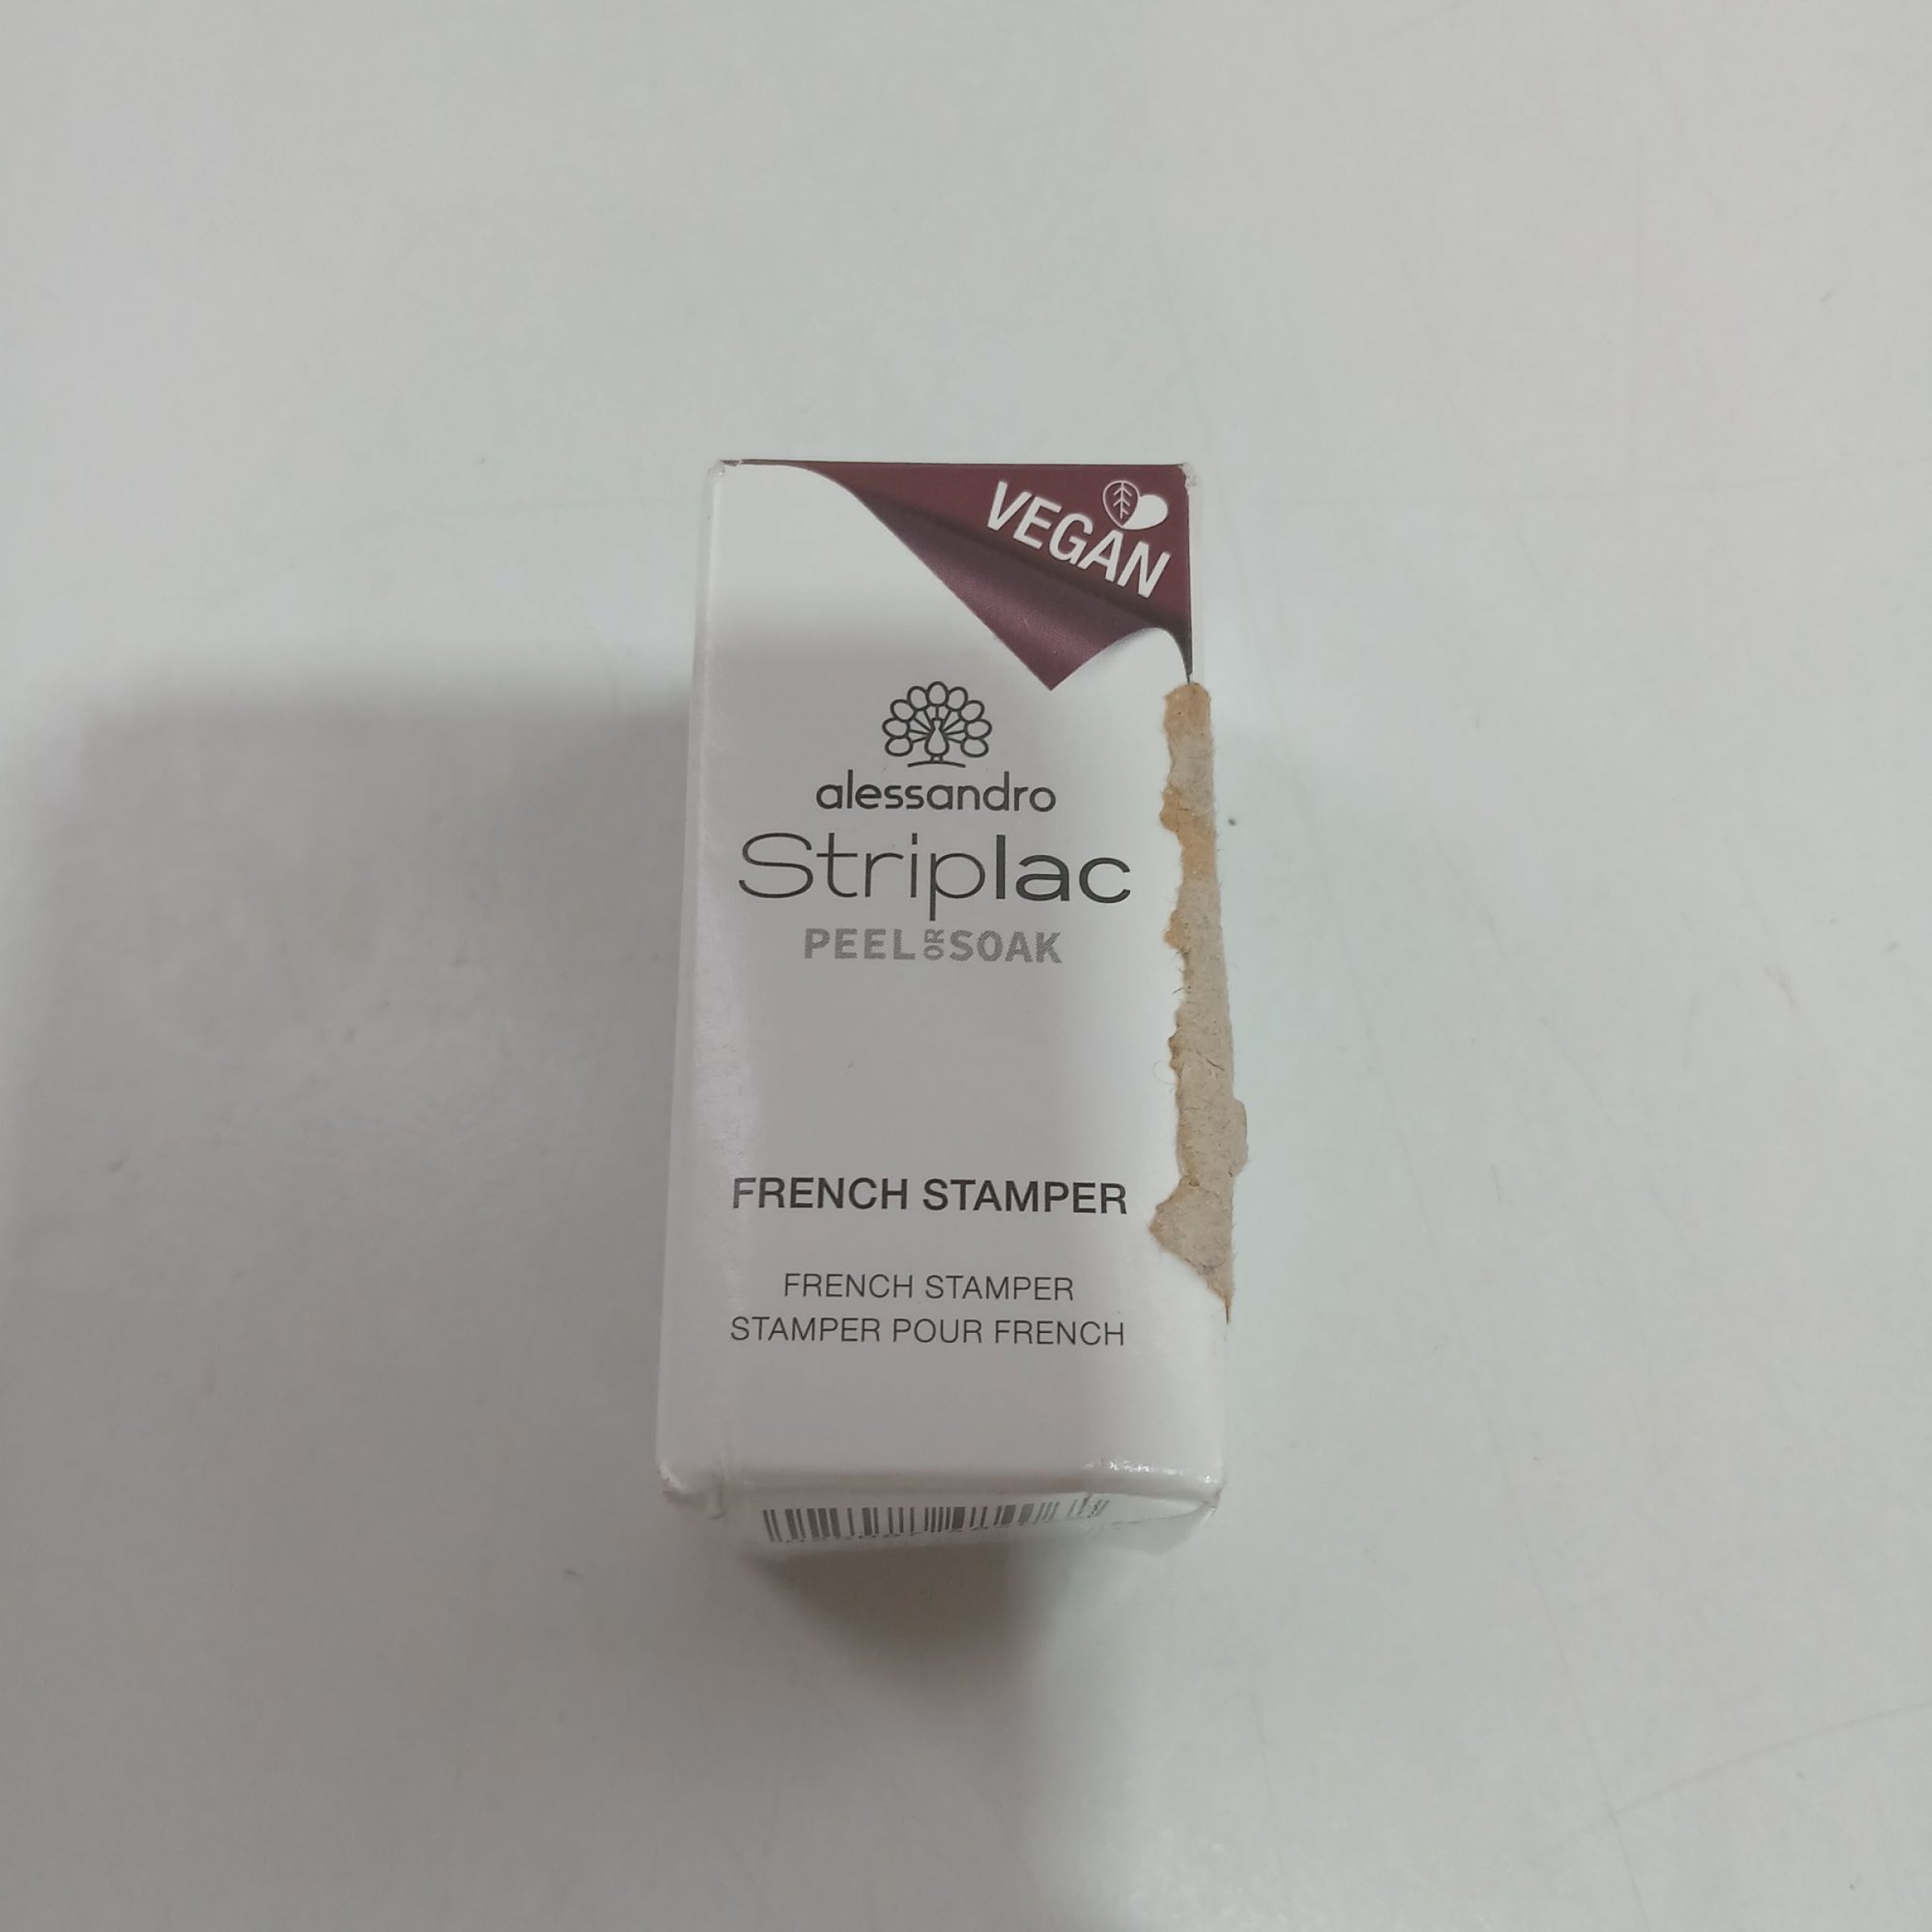 VEGAN
alessandro
Striplac
PEEL OR SOAK
FRENCH STAMPER
FRENCH STAMPER
STAMPER POUR FRENCH